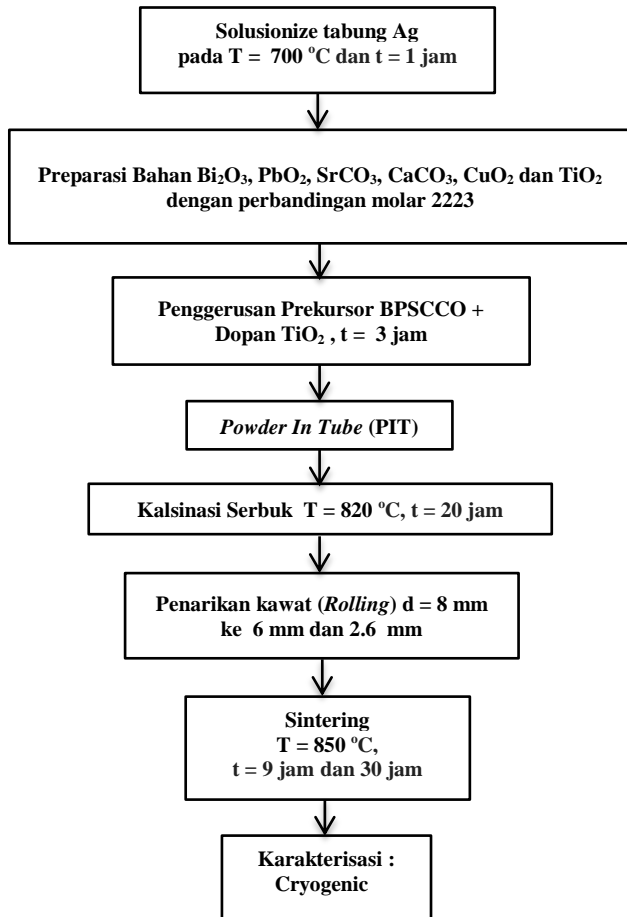 Solusionize tabung Ag
pada T = 700 °C dan t = 1 jam
Preparasi Bahan Bi₂O₃, PbO₂, SrCO₃, CaCO₃, CuO₂ dan TiO₂
dengan perbandingan molar 2223
Penggerusan Prekursor BPSCCO +
Dopan TiO₂ , t = 3 jam
Powder In Tube (PIT)
Kalsinasi Serbuk T = 820 °C, t = 20 jam
Penarikan kawat (Rolling) d = 8 mm
ke 6 mm dan 2.6 mm
Sintering
T = 850 °C,
t = 9 jam dan 30 jam
Karakterisasi :
Cryogenic